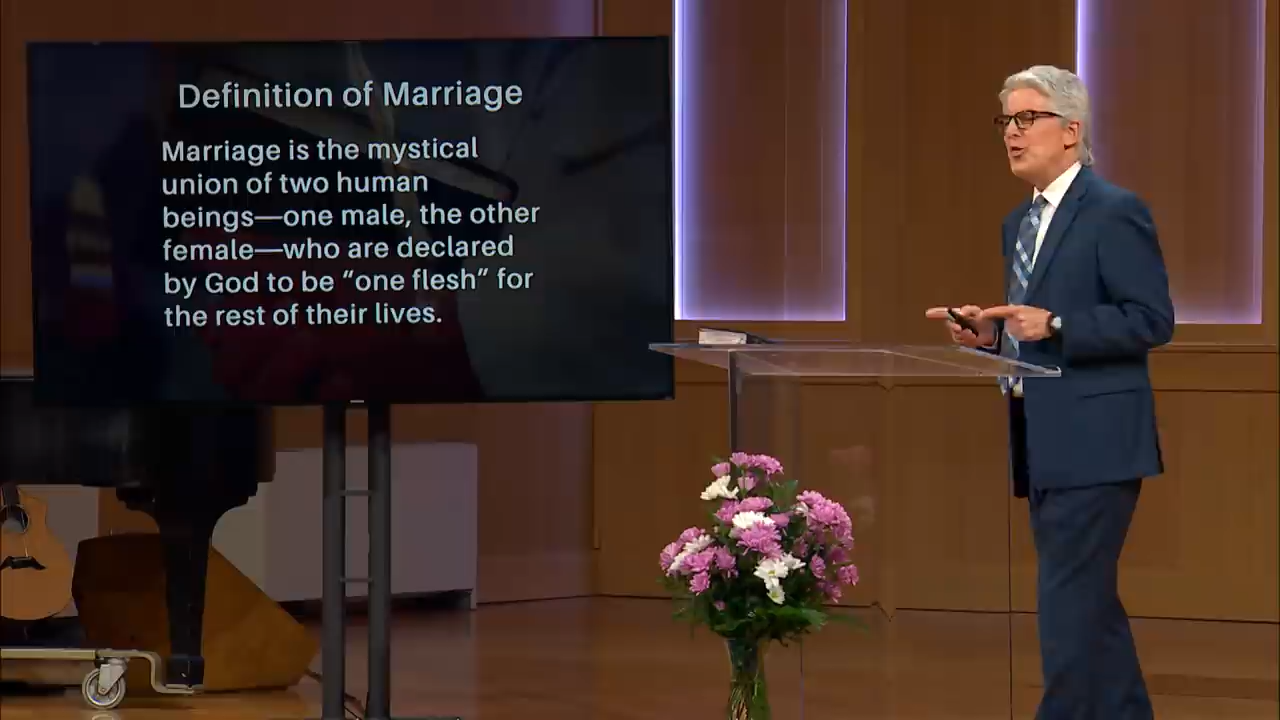 Definition of Marriage
Marriage is the mystical
union of two human
beings—one male, the other
female—who are declared
by God to be “one flesh” for
the rest of their lives.